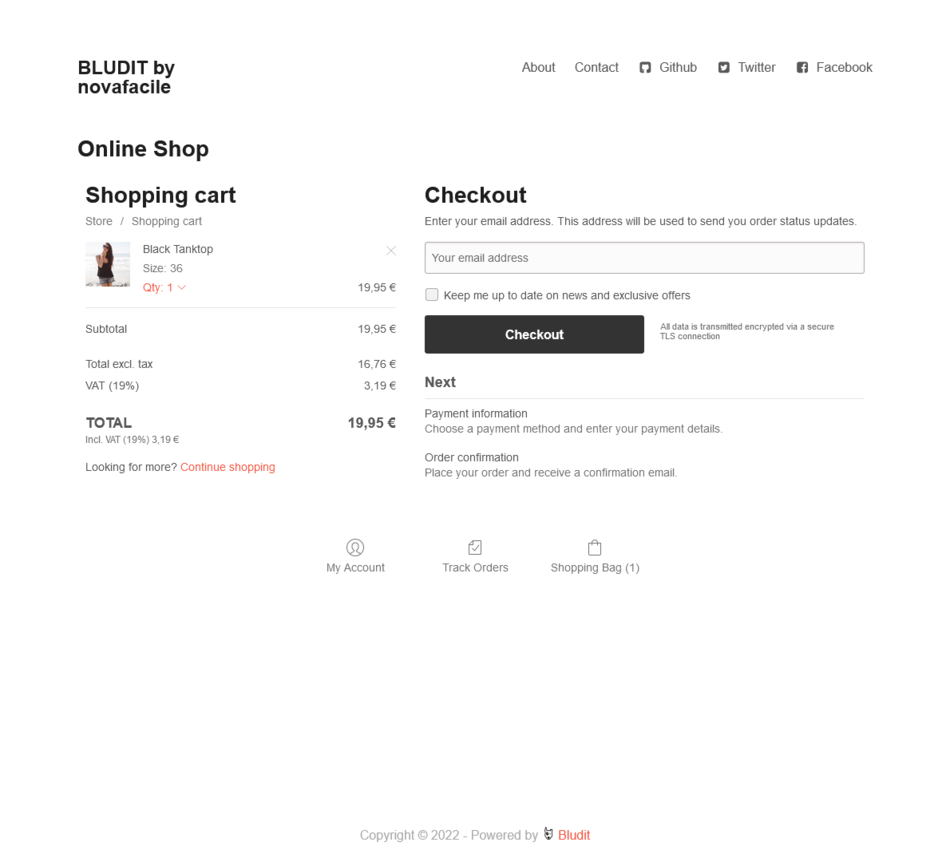 BLUDIT by
novafacile
About Contact Github Twitter Facebook
Online Shop
Shopping cart
Store / Shopping cart
Black Tanktop
Size: 36
Qty: 1
19,95 €
Subtotal 19,95 €
Total excl. tax 16,76 €
VAT (19%) 3,19 €
TOTAL 19,95 €
Incl. VAT (19%) 3,19 €
Looking for more? Continue shopping
Checkout
Enter your email address. This address will be used to send you order status updates.
Your email address
Keep me up to date on news and exclusive offers
Checkout
All data is transmitted encrypted via a secure
TLS connection
Next
Payment information
Choose a payment method and enter your payment details.
Order confirmation
Place your order and receive a confirmation email.
My Account Track Orders Shopping Bag (1)
Copyright © 2022 - Powered by Bludit